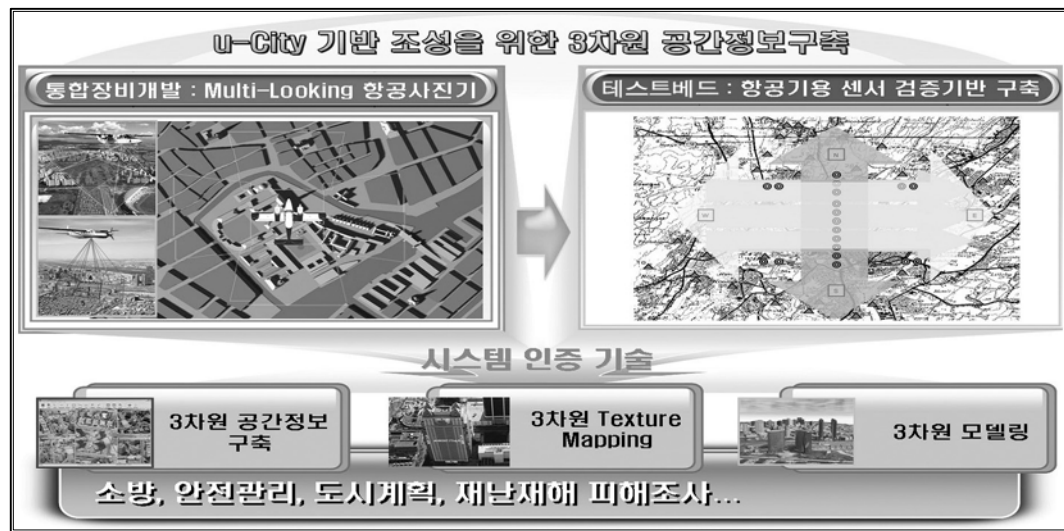 u-City 기반 조성을 위한 3차원 공간정보구축
통합장비개발 : Multi-Looking 항공사진기
테스트베드 : 항공기용 센서 검증기반 구축
N
W
E
시스템 인증 기술
3차원 공간정보
구축
3차원 Texture
Mapping
3차원 모델링
소방, 안전관리, 도시계획, 재난재해 피해조사...